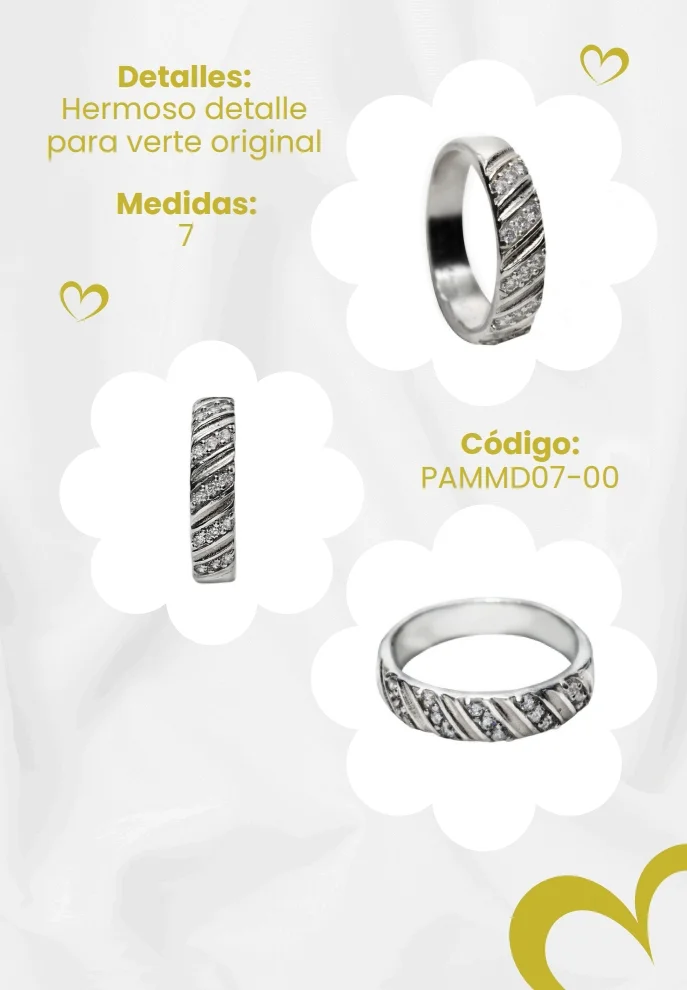 Detalles:
Hermoso detalle
para verte original
Medidas:
7
Código:
PAMMD07-00